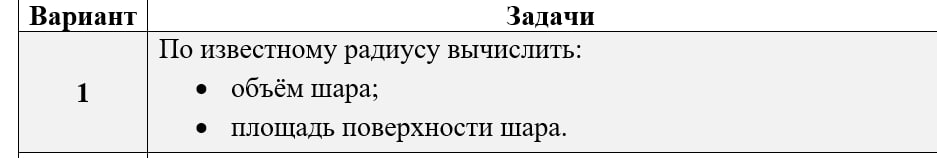 Вариант Задачи
1 По известному радиусу вычислить:
• объём шара;
• площадь поверхности шара.